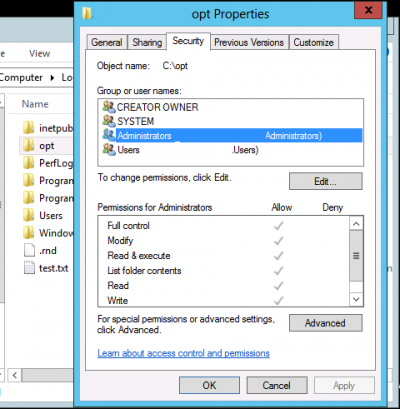 opt Properties
x
General Sharing Security Previous Versions Customize
Object name: C:\opt
Group or user names:
CREATOR OWNER
SYSTEM
Administrators_ Administrators)
Users .Users)
To change permissions, click Edit.
Edit...
Permissions for Administrators Allow Deny
Full control
Modify
Read & execute
List folder contents
Read
Write
For special permissions or advanced settings,
click Advanced.
Advanced
Learn about access control and permissions
OK Cancel Apply
Computer Lo
Name
inetpub
opt
PerfLog
Program
Program
Users
Window
.rnd
test.txt